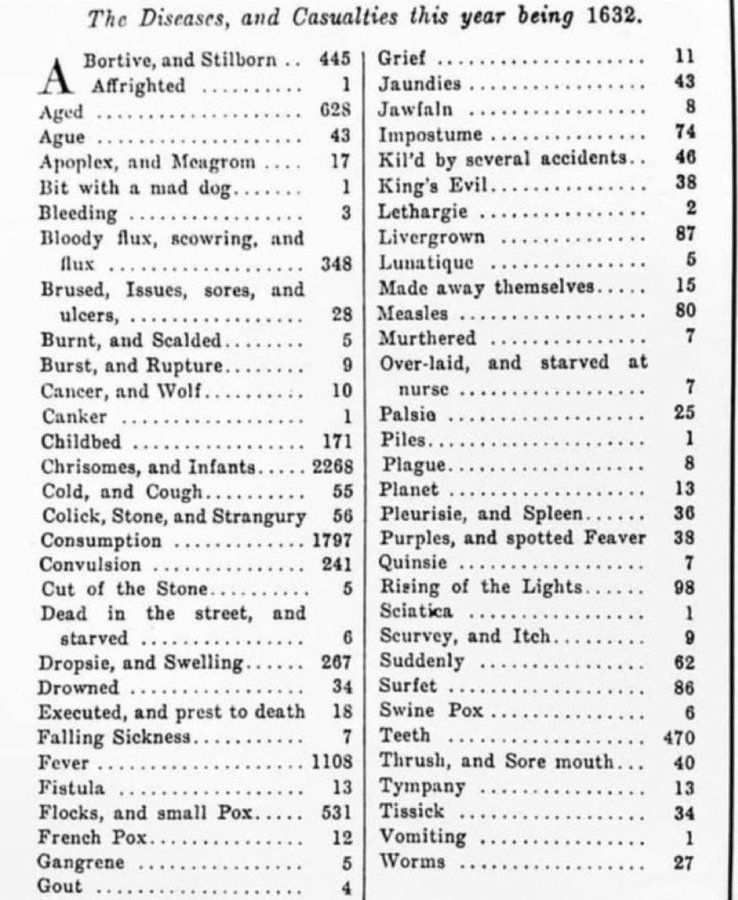 The Diseases, and Casualties this year being 1632.
ABortive, and Stilborn .. 445
Affrighted .......... 1
Aged .................... 628
Ague .................... 43
Apoplex, and Meagrom .... 17
Bit with a mad dog....... 1
Bleeding ................ 3
Bloody flux, scowring, and
flux ................... 348
Brused, Issues, sores, and
ulcers, ................. 28
Burnt, and Scalded........ 5
Burst, and Rupture........ 9
Cancer, and Wolf.......... 10
Canker .................. 1
Childbed ................. 171
Chrisomes, and Infants..... 2268
Cold, and Cough.......... 55
Colick, Stone, and Strangury 56
Consumption ............. 1797
Convulsion .............. 241
Cut of the Stone.......... 5
Dead in the street, and
starved ................ 6
Dropsie, and Swelling...... 267
Drowned ................. 34
Executed, and prest to death 18
Falling Sickness........... 7
Fever .................... 1108
Fistula ................... 13
Flocks, and small Pox..... 531
French Pox............... 12
Gangrene ................ 5
Gout .................... 4
Grief .................... 11
Jaundies ................. 43
Jawfaln .................. 8
Impostume ............... 74
Kil'd by several accidents.. 46
King's Evil............... 38
Lethargie ................ 2
Livergrown .............. 87
Lunatique ............... 5
Made away themselves..... 15
Measles .................. 80
Murthered ............... 7
Over-laid, and starved at
nurse .................. 7
Palsie ................... 25
Piles..................... 1
Plague................... 8
Planet ................... 13
Pleurisie, and Spleen...... 36
Purples, and spotted Feaver 38
Quinsie .................. 7
Rising of the Lights...... 98
Sciatica ................. 1
Scurvey, and Itch......... 9
Suddenly ................ 62
Surfet ................... 86
Swine Pox ............... 6
Teeth ................... 470
Thrush, and Sore mouth... 40
Tympany ................ 13
Tissick .................. 34
Vomiting ................ 1
Worms .................. 27